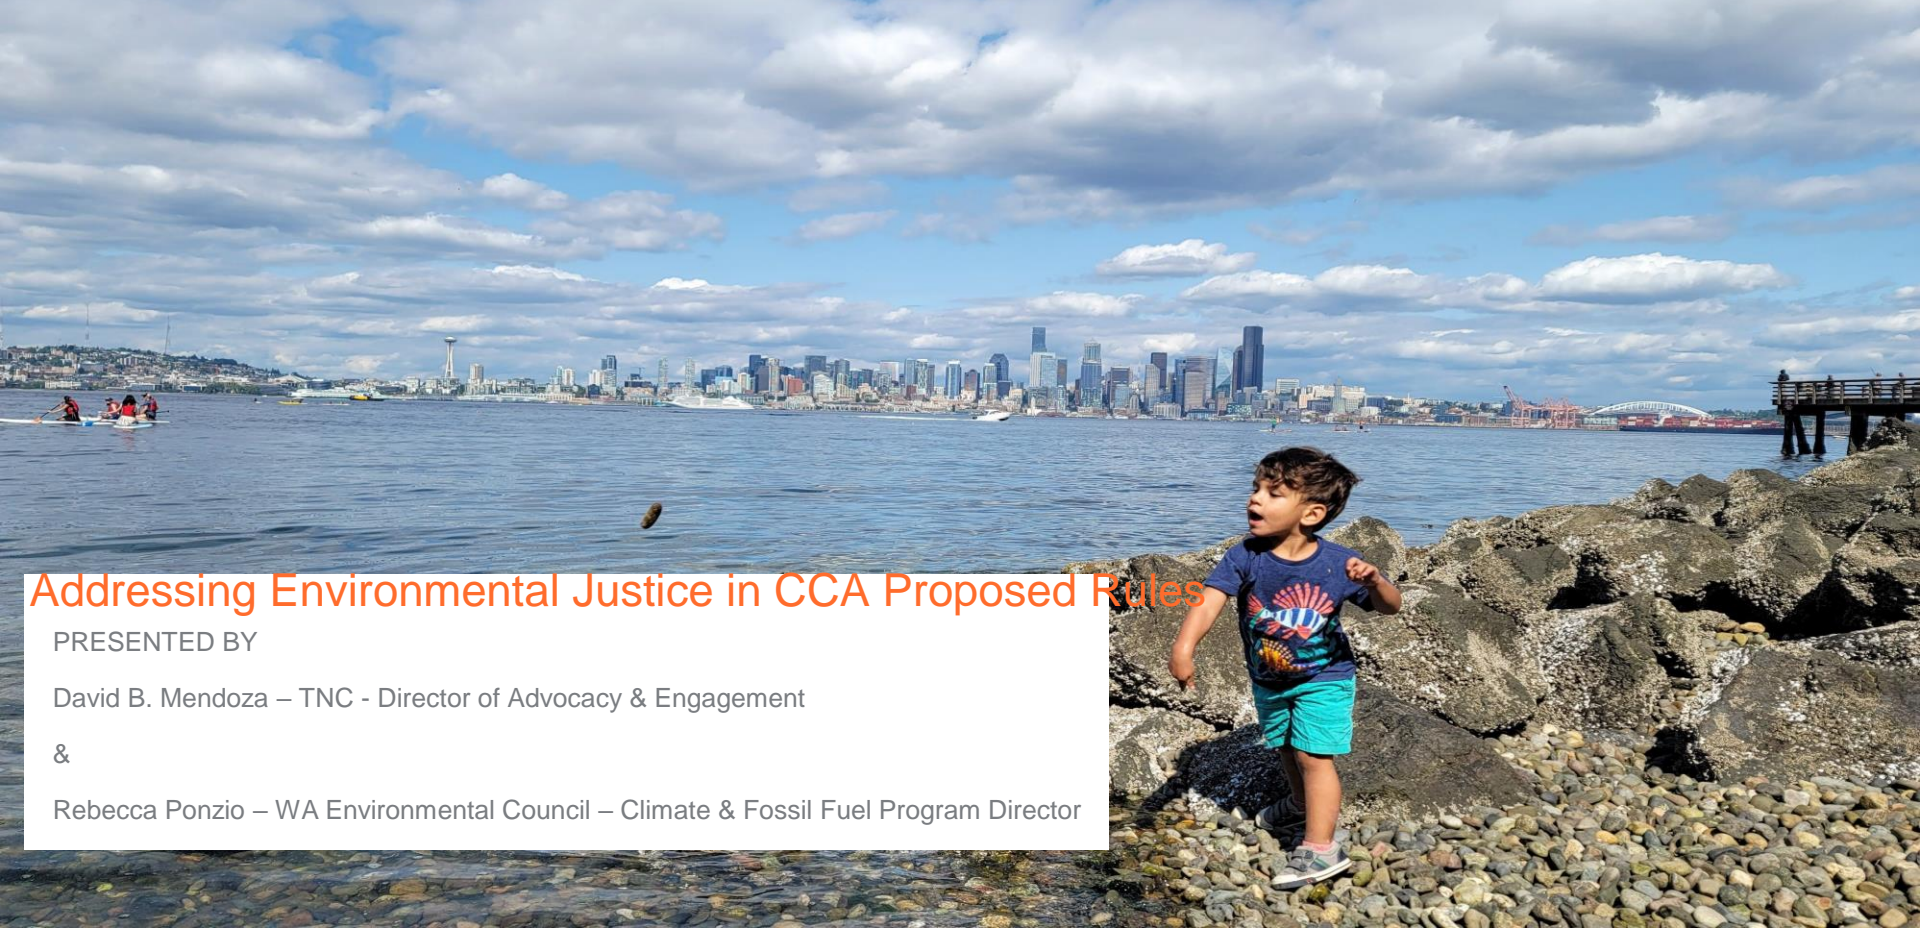 Addressing Environmental Justice in CCA Proposed Rules
PRESENTED BY
David B. Mendoza – TNC - Director of Advocacy & Engagement
&
Rebecca Ponzio – WA Environmental Council – Climate & Fossil Fuel Program Director